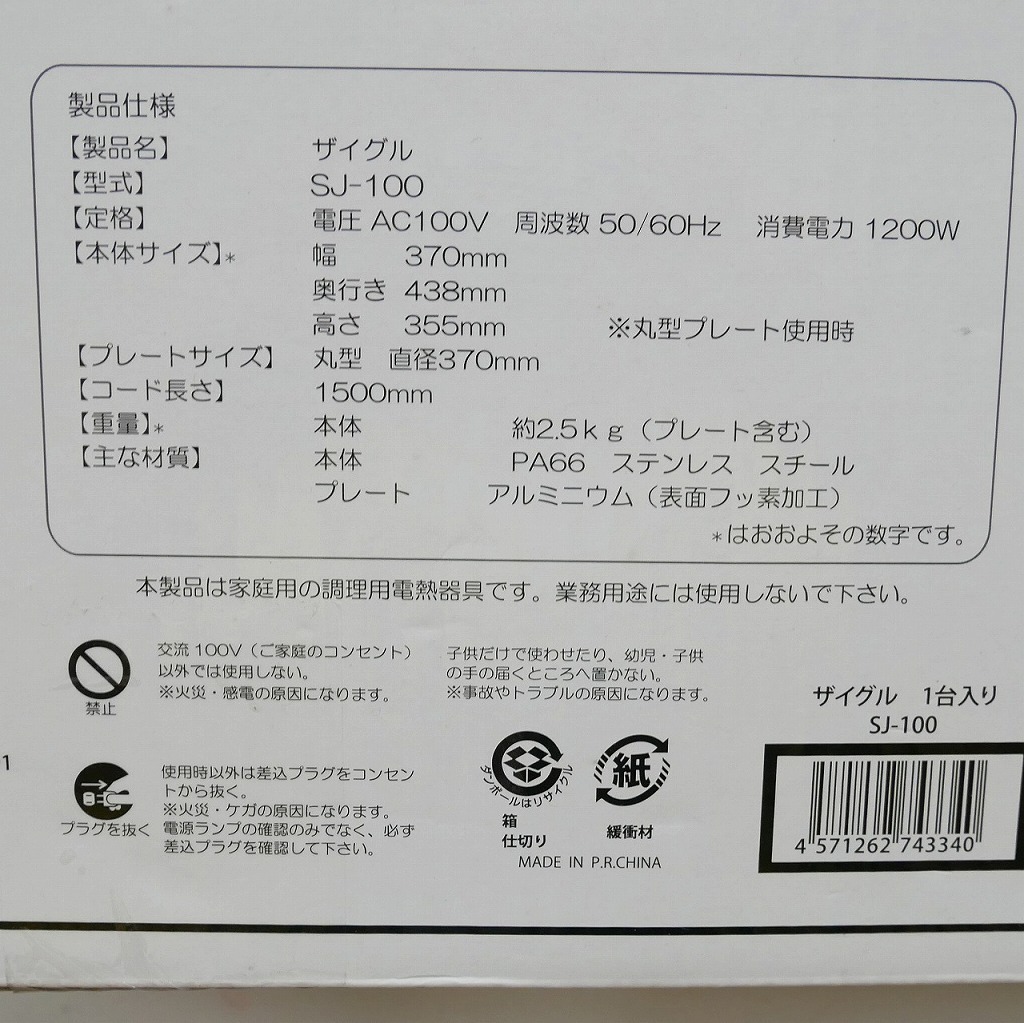 製品仕様
【製品名】 ザイグル
【型式】 SJ-100
【定格】 電圧 AC100V 周波数 50/60Hz 消費電力 1200W
【本体サイズ】* 幅 370mm
奥行き 438mm
高さ 355mm ※丸型プレート使用時
【プレートサイズ】 丸型 直径370mm
【コード長さ】 1500mm
【重量】* 本体 約2.5kg（プレート含む）
【主な材質】 本体 PA66 ステンレス スチール
プレート アルミニウム（表面フッ素加工）
*はおおよその数字です。
本製品は家庭用の調理用電熱器具です。業務用途には使用しないで下さい。
禁止
交流 100V（ご家庭のコンセント）
以外では使用しない。
※火災・感電の原因になります。
子供だけで使わせたり、幼児・子供
の手の届くところへ置かない。
※事故やトラブルの原因になります。
1
プラグを抜く
使用時以外は差込プラグをコンセン
トから抜く。
※火災・ケガの原因になります。
電源ランプの確認のみでなく、必ず
差込プラグを確認して下さい。
ダンボールはリサイクル
箱
仕切り
紙
緩衝材
MADE IN P.R.CHINA
ザイグル 1台入り
SJ-100
4 571262 743340